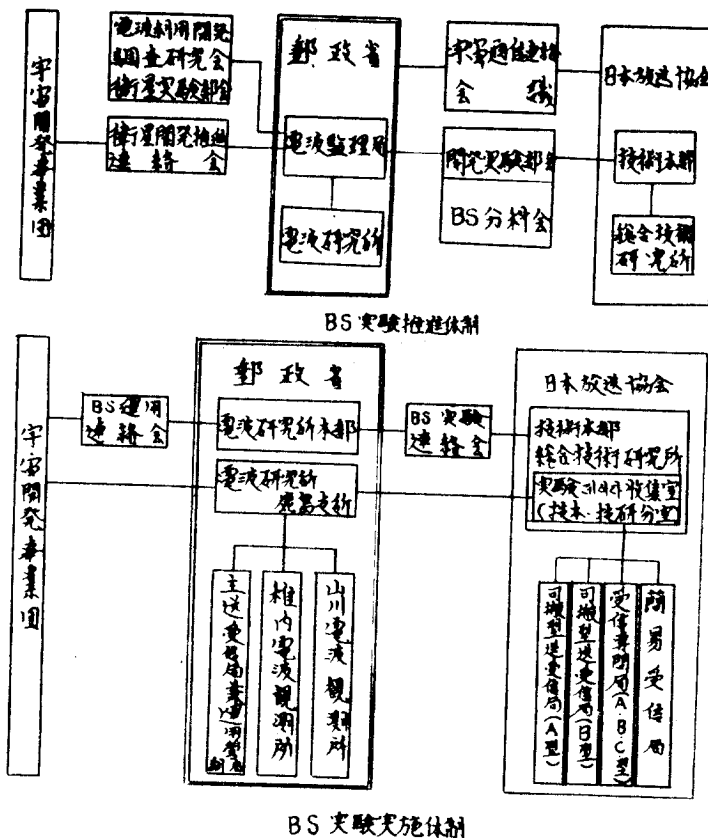 宇宙開発事業団
電波利用開発
調査研究会
衛星実験部会
衛星開発推進
連絡会
郵政省
電波監理局
電波研究所
宇宙通信連絡
会議
開発実験部会
BS分科会
日本放送協会
技術本部
総合技術
研究所
BS実験推進体制
宇宙開発事業団
BS運用
連絡会
郵政省
電波研究所本部
電波研究所
鹿島支所
主送受信局兼運用管制
稚内電波観測所
山川電波観測所
BS実験
連絡会
日本放送協会
技術本部
総合技術研究所
実験データ収集室
(技本・技研分室)
可搬型送受信局(A型)
可搬型送受信局(B型)
受信専門局(A.B.C型)
簡易受信局
BS実験実施体制